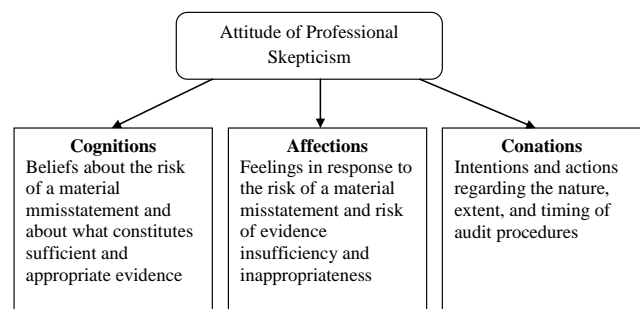 Attitude of Professional
Skepticism
Cognitions
Beliefs about the risk
of a material
mmisstatement and
about what constitutes
sufficient and
appropriate evidence
Affections
Feelings in response to
the risk of a material
misstatement and risk
of evidence
insufficiency and
inappropriateness
Conations
Intentions and actions
regarding the nature,
extent, and timing of
audit procedures